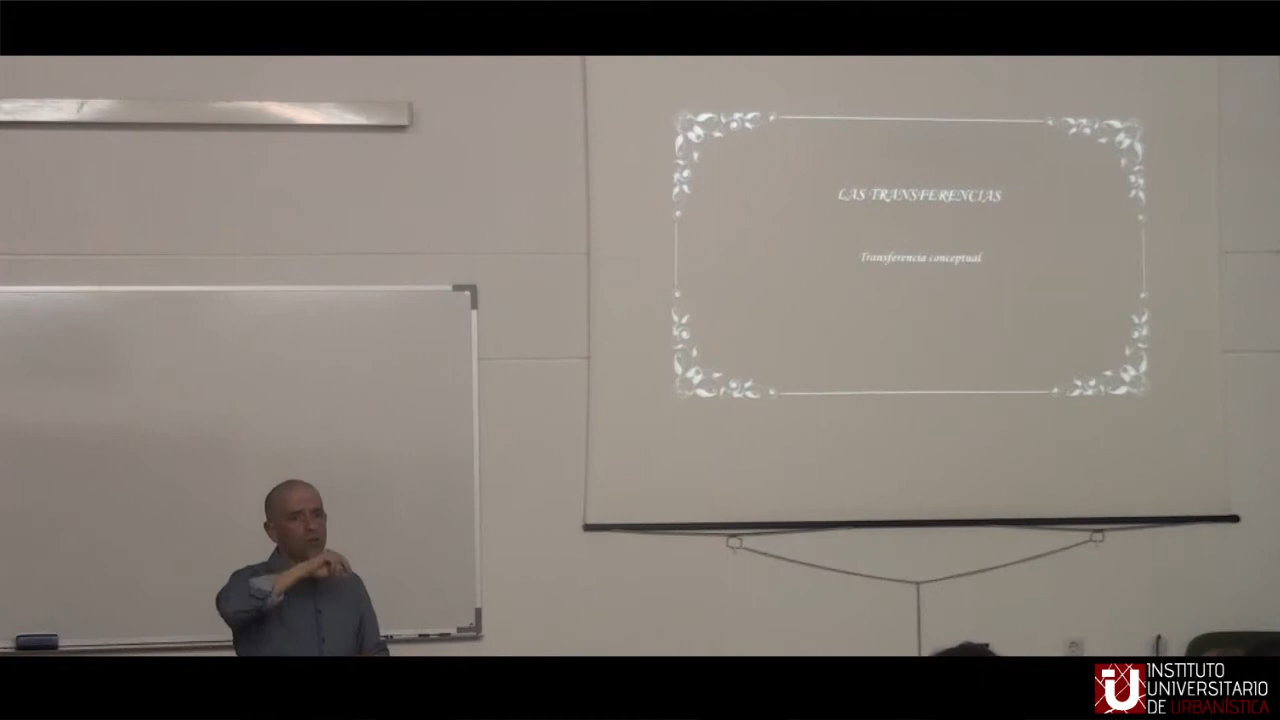 LAS TRANSFERENCIAS
Transferencia conceptual
INSTITUTO
UNIVERSITARIO
DE URBANÍSTICA